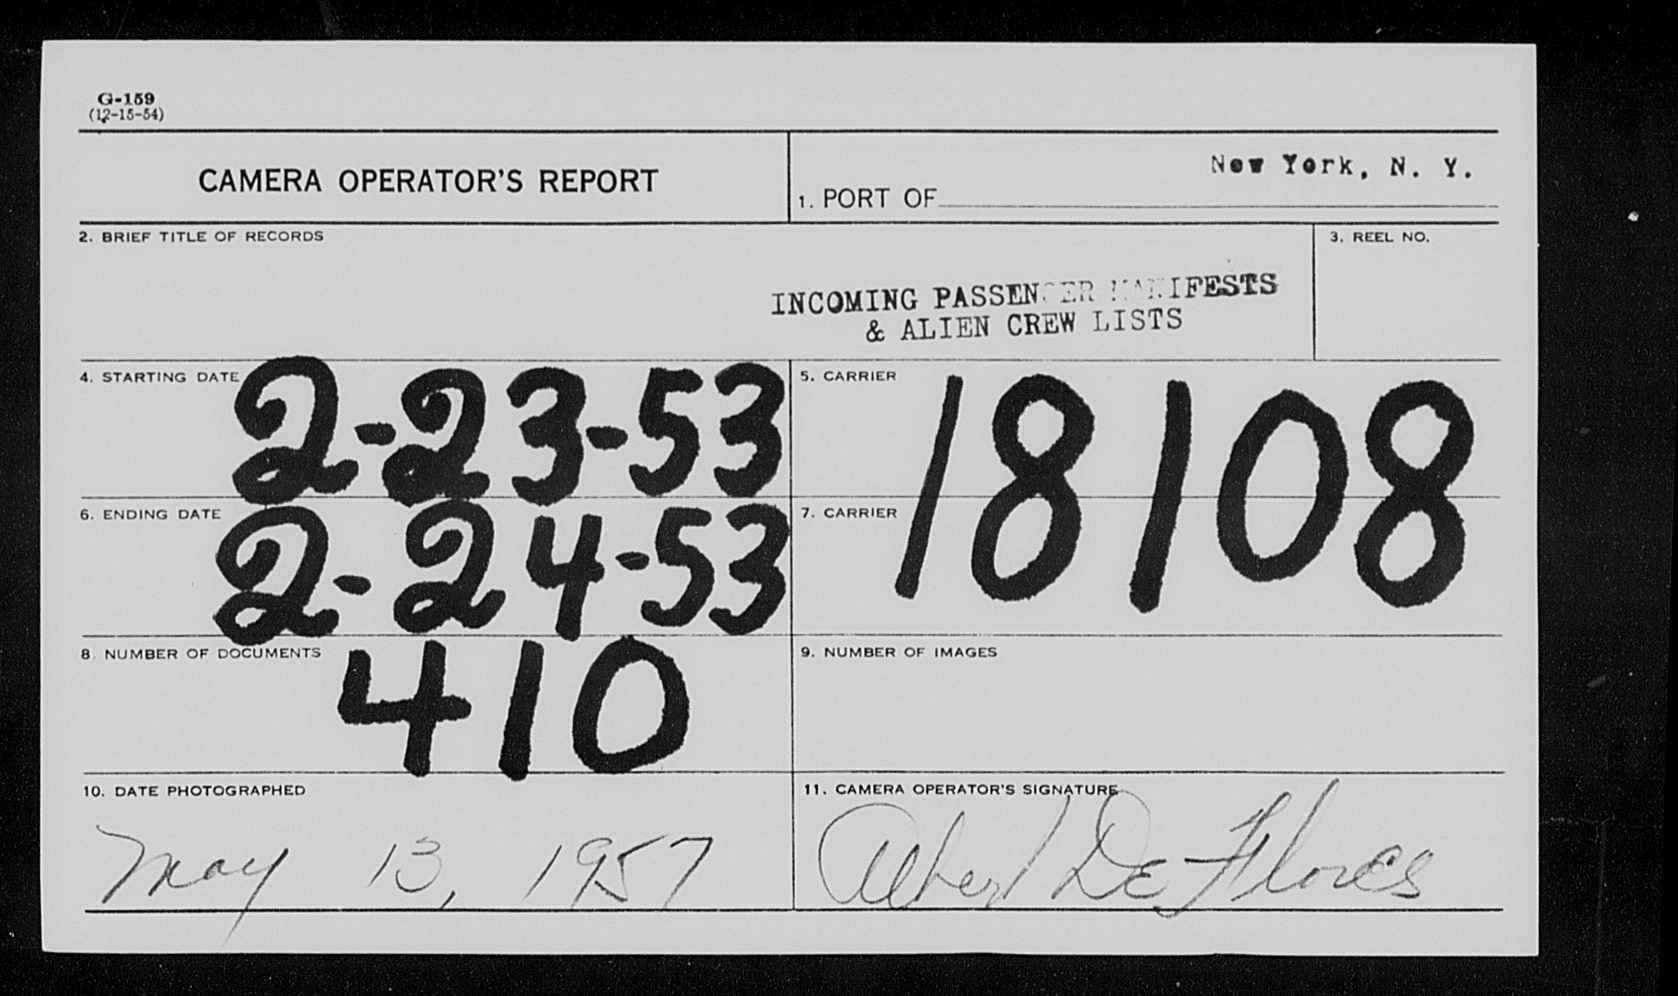 G-159
(12-15-54)
CAMERA OPERATOR'S REPORT
1. PORT OF New York, N. Y.
2. BRIEF TITLE OF RECORDS
INCOMING PASSENGER MANIFESTS
& ALIEN CREW LISTS
3. REEL NO.
4. STARTING DATE 2-23-53
5. CARRIER
18108
6. ENDING DATE 2-24-53
7. CARRIER
8. NUMBER OF DOCUMENTS 410
9. NUMBER OF IMAGES
10. DATE PHOTOGRAPHED
May 13, 1957
11. CAMERA OPERATOR'S SIGNATURE
Albert De Flores